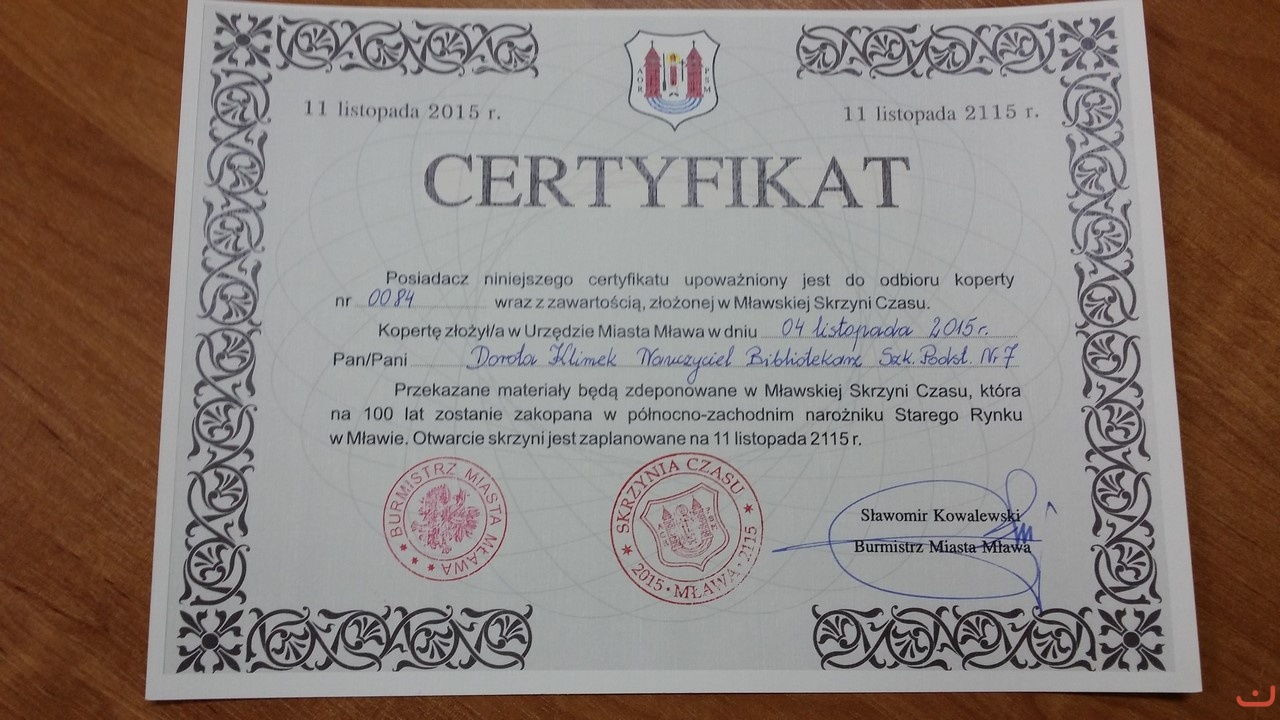 11 listopada 2015 r.
11 listopada 2115 r.
CERTYFIKAT
Posiadacz niniejszego certyfikatu upoważniony jest do odbioru koperty
nr 0084 wraz z zawartością, złożonej w Mławskiej Skrzyni Czasu.
Kopertę złożył/a w Urzędzie Miasta Mława w dniu 04 listopada 2015 r.
Pan/Pani Dorota Klimek Nauczyciel Bibliotekarz Szk. Podst. Nr 7
Przekazane materiały będą zdeponowane w Mławskiej Skrzyni Czasu, która
na 100 lat zostanie zakopana w północno-zachodnim narożniku Starego Rynku
w Mławie. Otwarcie skrzyni jest zaplanowane na 11 listopada 2115 r.
BURMISTRZ MIASTA MŁAWA
SKRZYNIA CZASU
2015 · MŁAWA · 2115
Sławomir Kowalewski
Burmistrz Miasta Mława